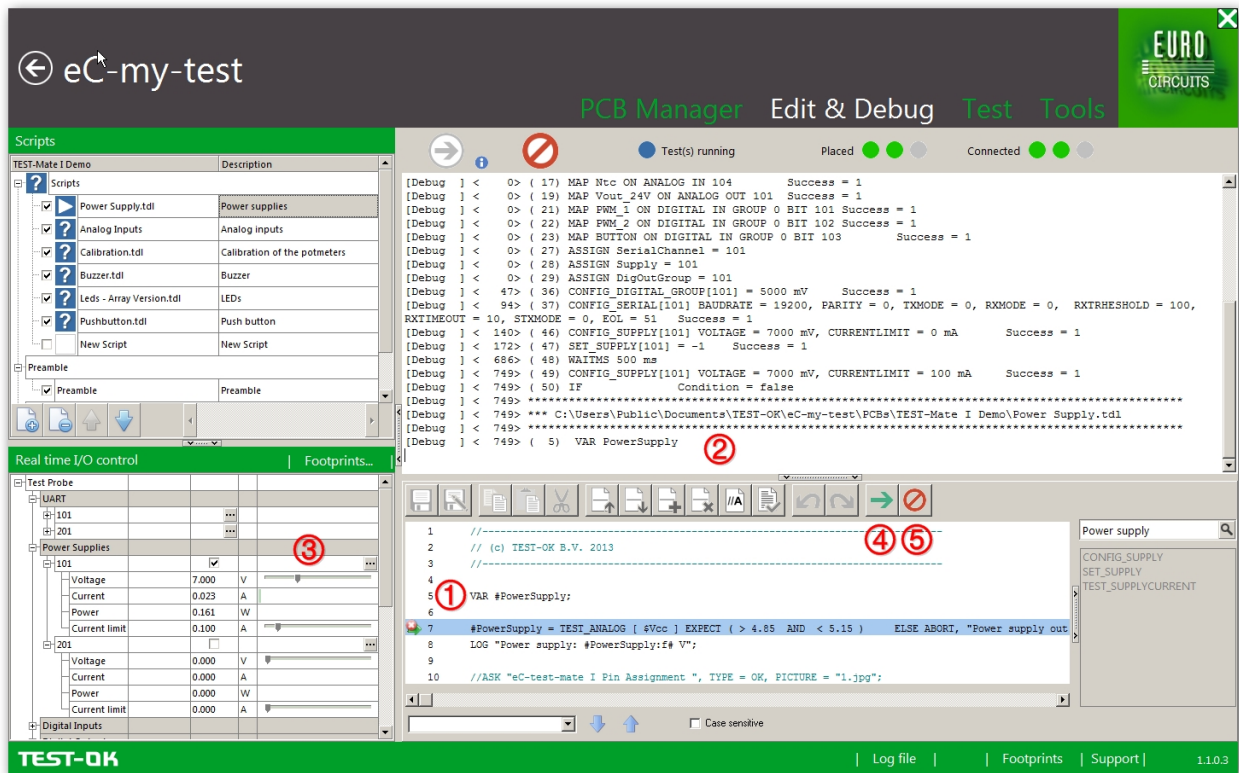 eC-my-test
EURO
CIRCUITS
PCB Manager Edit & Debug Test Tools
Scripts
TEST-Mate I Demo Description
Scripts
Power Supply.tdl Power supplies
Analog Inputs Analog inputs
Calibration.tdl Calibration of the potmeters
Buzzer.tdl Buzzer
Leds - Array Version.tdl LEDs
Pushbutton.tdl Push button
New Script New Script
Preamble
Preamble Preamble
Test(s) running Placed Connected
[Debug ] < 0> ( 17) MAP Ntc ON ANALOG IN 104 Success = 1
[Debug ] < 0> ( 19) MAP Vout_24V ON ANALOG OUT 101 Success = 1
[Debug ] < 0> ( 21) MAP PWM_1 ON DIGITAL IN GROUP 0 BIT 101 Success = 1
[Debug ] < 0> ( 22) MAP PWM_2 ON DIGITAL IN GROUP 0 BIT 102 Success = 1
[Debug ] < 0> ( 23) MAP BUTTON ON DIGITAL IN GROUP 0 BIT 103 Success = 1
[Debug ] < 0> ( 27) ASSIGN SerialChannel = 101
[Debug ] < 0> ( 28) ASSIGN Supply = 101
[Debug ] < 0> ( 29) ASSIGN DigOutGroup = 101
[Debug ] < 47> ( 36) CONFIG_DIGITAL_GROUP[101] = 5000 mV Success = 1
[Debug ] < 94> ( 37) CONFIG_SERIAL[101] BAUDRATE = 19200, PARITY = 0, TXMODE = 0, RXMODE = 0, RXTRHESHOLD = 100,
RXTIMEOUT = 10, STXMODE = 0, EOL = 51 Success = 1
[Debug ] < 140> ( 46) CONFIG_SUPPLY[101] VOLTAGE = 7000 mV, CURRENTLIMIT = 0 mA Success = 1
[Debug ] < 172> ( 47) SET_SUPPLY[101] = -1 Success = 1
[Debug ] < 686> ( 48) WAITMS 500 ms
[Debug ] < 749> ( 49) CONFIG_SUPPLY[101] VOLTAGE = 7000 mV, CURRENTLIMIT = 100 mA Success = 1
[Debug ] < 749> ( 50) IF Condition = false
[Debug ] < 749> ****************************************************************************************
[Debug ] < 749> *** C:\Users\Public\Documents\TEST-OK\eC-my-test\PCBs\TEST-Mate I Demo\Power Supply.tdl
[Debug ] < 749> ****************************************************************************************
[Debug ] < 749> ( 5) VAR PowerSupply
②
Real time I/O control | Footprints... |
Test Probe
UART
101 ...
201 ...
Power Supplies
③
101 ...
Voltage 7.000 V
Current 0.023 A
Power 0.161 W
Current limit 0.100 A
201 ...
Voltage 0.000 V
Current 0.000 A
Power 0.000 W
Current limit 0.000 A
Digital Inputs
//A
④ ⑤
1 //----------------------------------------------------------------------
2 // (c) TEST-OK B.V. 2013
3 //----------------------------------------------------------------------
4
① 5 VAR #PowerSupply;
6
7 #PowerSupply = TEST_ANALOG [ $Vcc ] EXPECT ( > 4.85 AND < 5.15 ) ELSE ABORT, "Power supply out
8 LOG "Power supply: #PowerSupply:f# V";
9
10 //ASK "eC-test-mate I Pin Assignment ", TYPE = OK, PICTURE = "1.jpg";
Power supply
CONFIG_SUPPLY
SET_SUPPLY
TEST_SUPPLYCURRENT
Case sensitive
TEST-OK | Log file | | Footprints | Support | 1.1.0.3